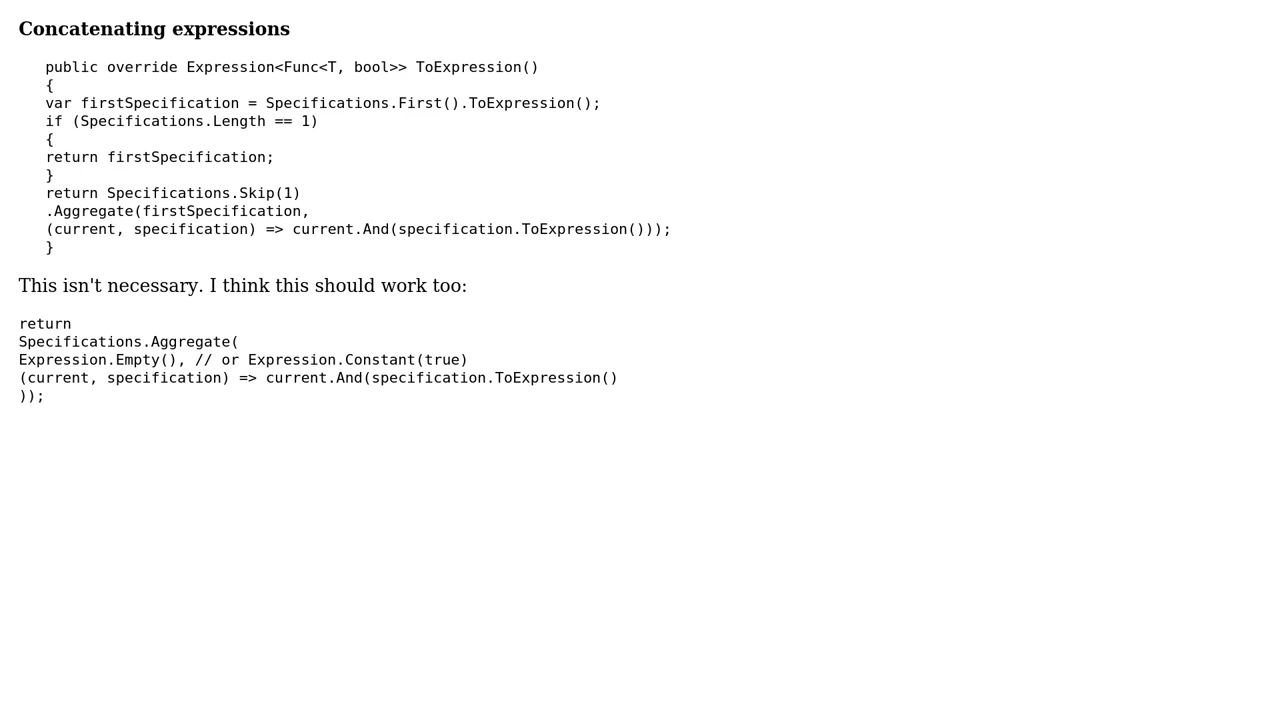 Concatenating expressions
public override Expression<Func<T, bool>> ToExpression()
{
var firstSpecification = Specifications.First().ToExpression();
if (Specifications.Length == 1)
{
return firstSpecification;
}
return Specifications.Skip(1)
.Aggregate(firstSpecification,
(current, specification) => current.And(specification.ToExpression()));
}
This isn't necessary. I think this should work too:
return
Specifications.Aggregate(
Expression.Empty(), // or Expression.Constant(true)
(current, specification) => current.And(specification.ToExpression()
));